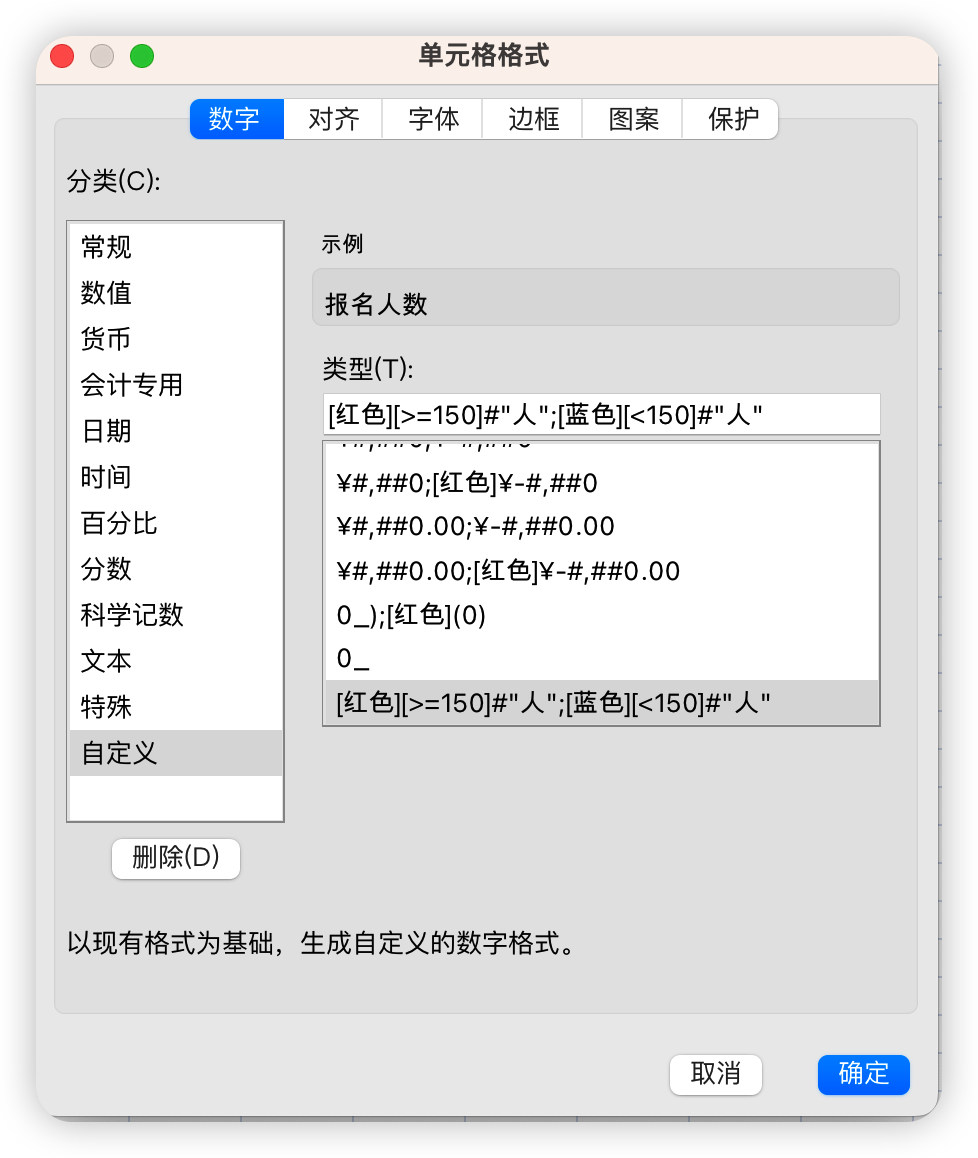 单元格格式
数字 对齐 字体 边框 图案 保护
分类(C):
常规
数值
货币
会计专用
日期
时间
百分比
分数
科学记数
文本
特殊
自定义
删除(D)
示例
报名人数
类型(T):
[红色][>=150]#"人";[蓝色][<150]#"人"
¥#,##0;[红色]¥-#,##0
¥#,##0.00;¥-#,##0.00
¥#,##0.00;[红色]¥-#,##0.00
0_);[红色](0)
0_
[红色][>=150]#"人";[蓝色][<150]#"人"
以现有格式为基础，生成自定义的数字格式。
取消 确定